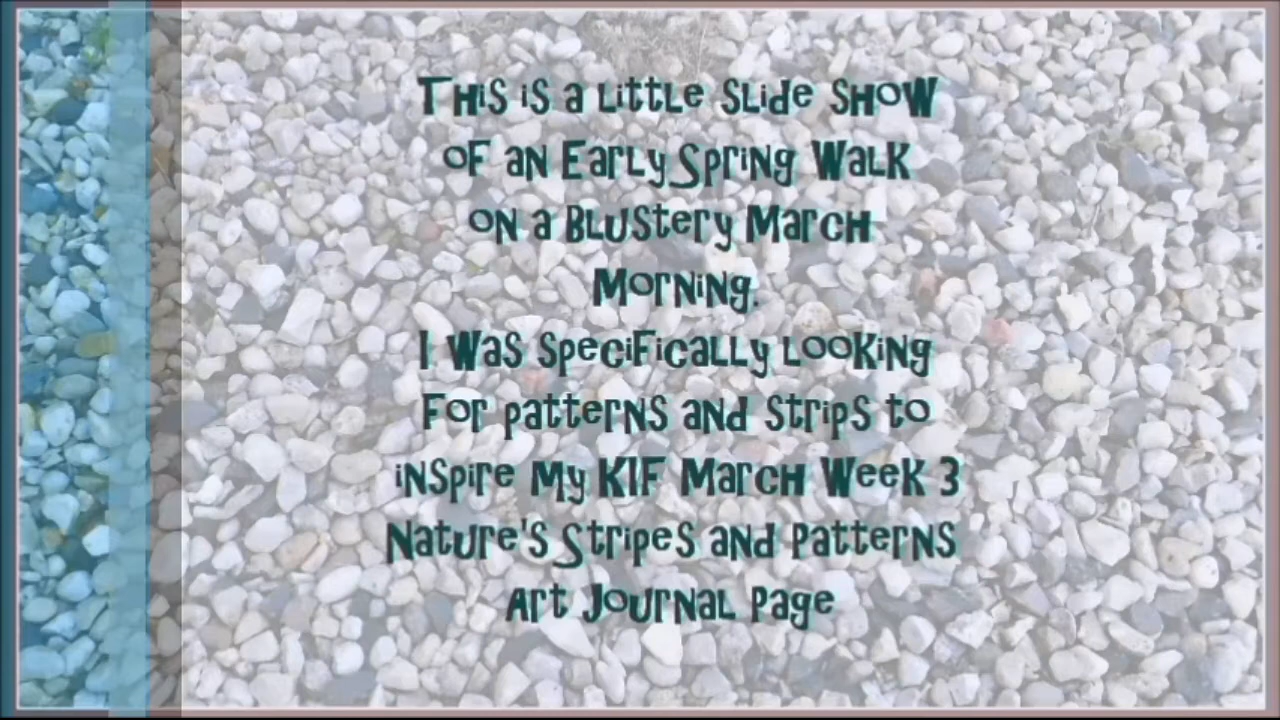 This is a Little Slide Show
of an Early Spring Walk
on a Blustery March
Morning.
I was specifically looking
for patterns and strips to
inspire my KIF March Week 3
Nature's Stripes and Patterns
Art Journal Page